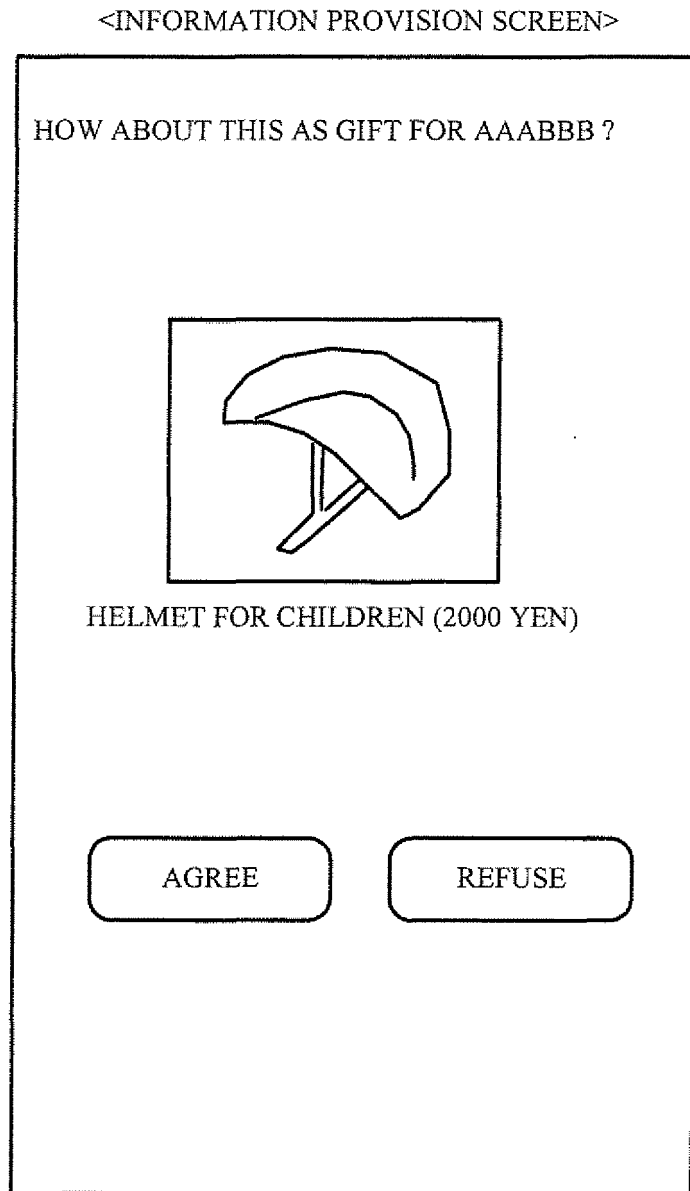 <INFORMATION PROVISION SCREEN>
HOW ABOUT THIS AS GIFT FOR AAABBB ?
HELMET FOR CHILDREN (2000 YEN)
AGREE
REFUSE